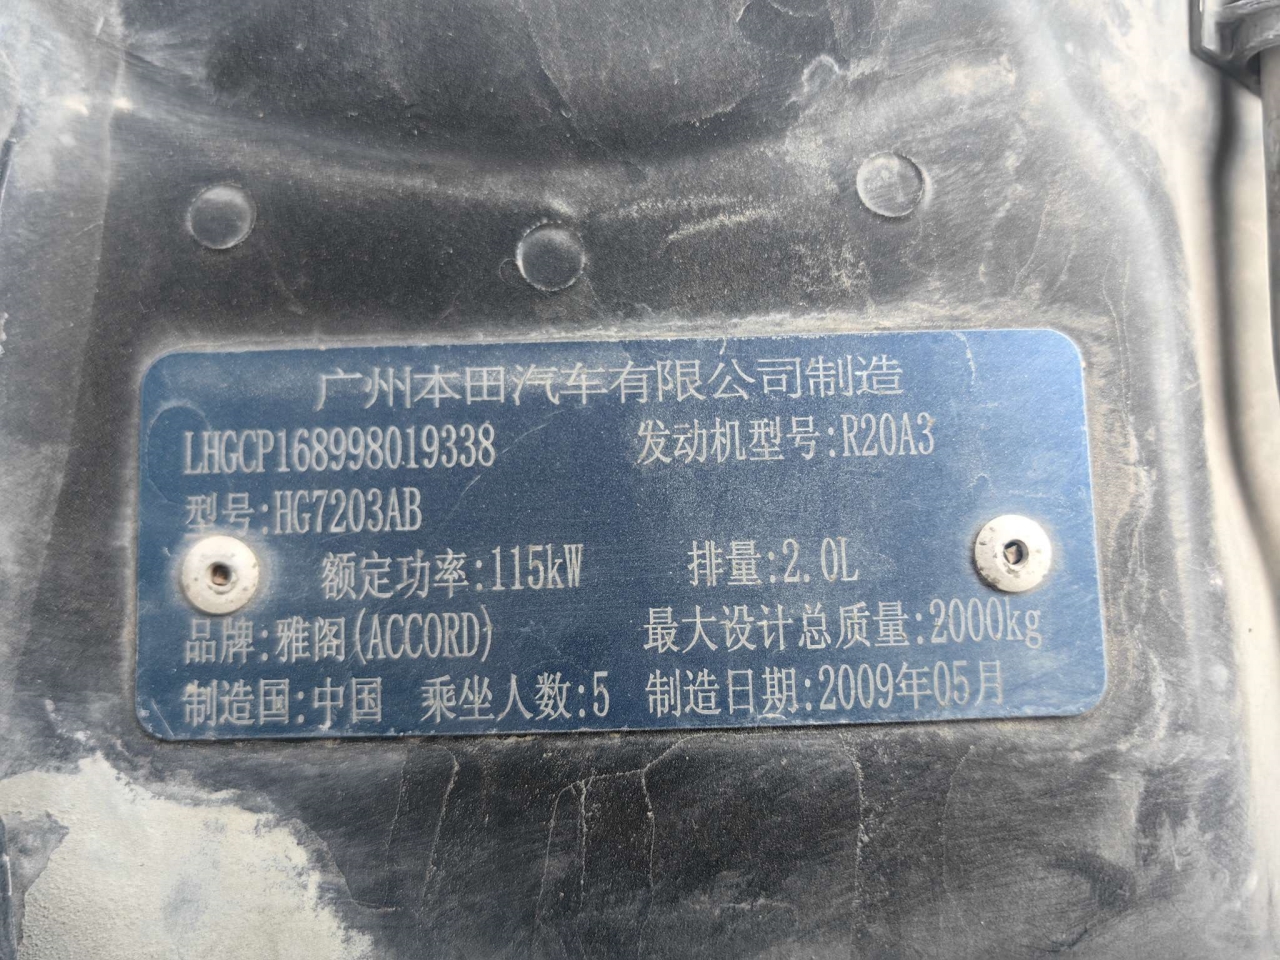 广州本田汽车有限公司制造
LHGCP168998019338 发动机型号:R20A3
型号:HG7203AB
额定功率:115kW 排量:2.0L
品牌:雅阁(ACCORD) 最大设计总质量:2000kg
制造国:中国 乘坐人数:5 制造日期:2009年05月